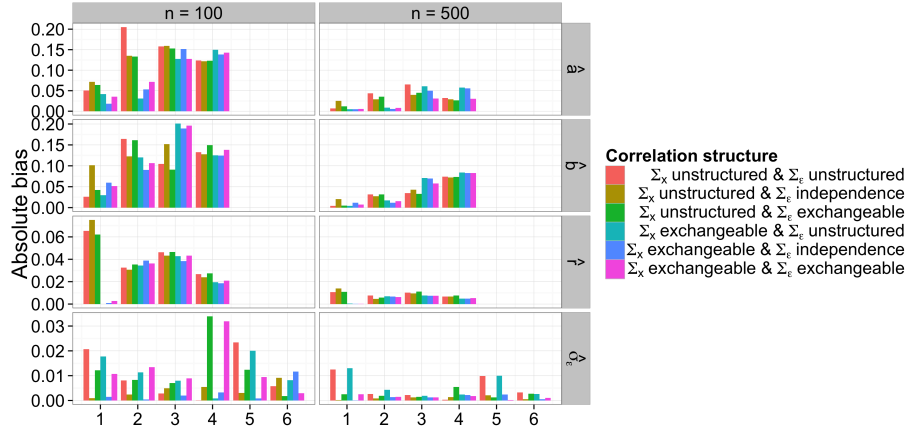 n = 100
n = 500
Absolute bias
0.20
0.15
0.10
0.05
0.00
â
0.20
0.15
0.10
0.05
0.00
b̂
0.06
0.04
0.02
0.00
r̂
0.03
0.02
0.01
0.00
σ̂ε
1 2 3 4 5 6
1 2 3 4 5 6
Correlation structure
Σx unstructured & Σε unstructured
Σx unstructured & Σε independence
Σx unstructured & Σε exchangeable
Σx exchangeable & Σε unstructured
Σx exchangeable & Σε independence
Σx exchangeable & Σε exchangeable